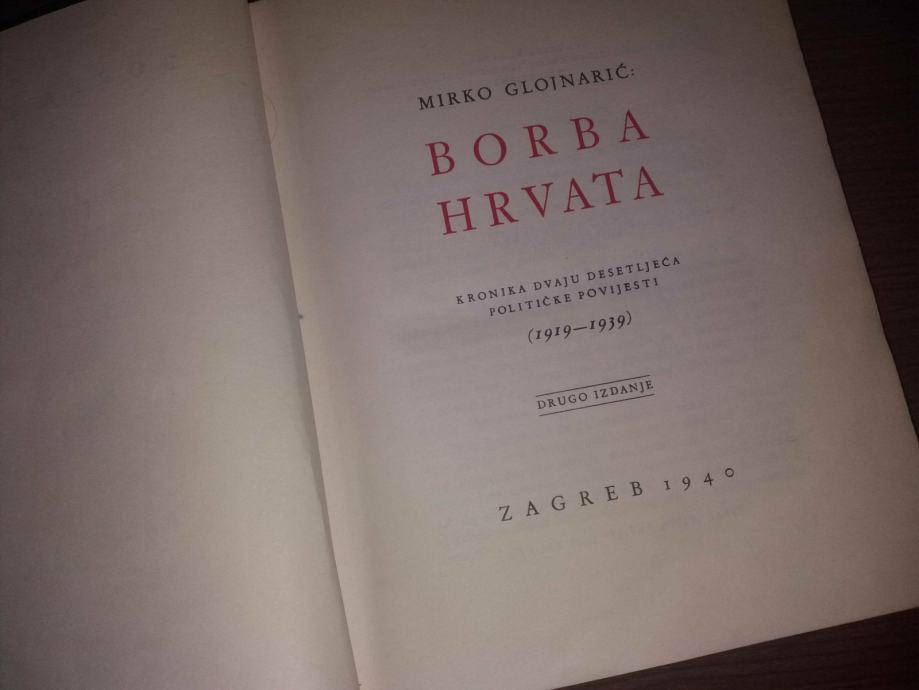 MIRKO GLOJNARIĆ:
BORBA
HRVATA
KRONIKA DVAJU DESETLJEĆA
POLITIČKE POVIJESTI
(1919—1939)
DRUGO IZDANJE
ZAGREB 1940